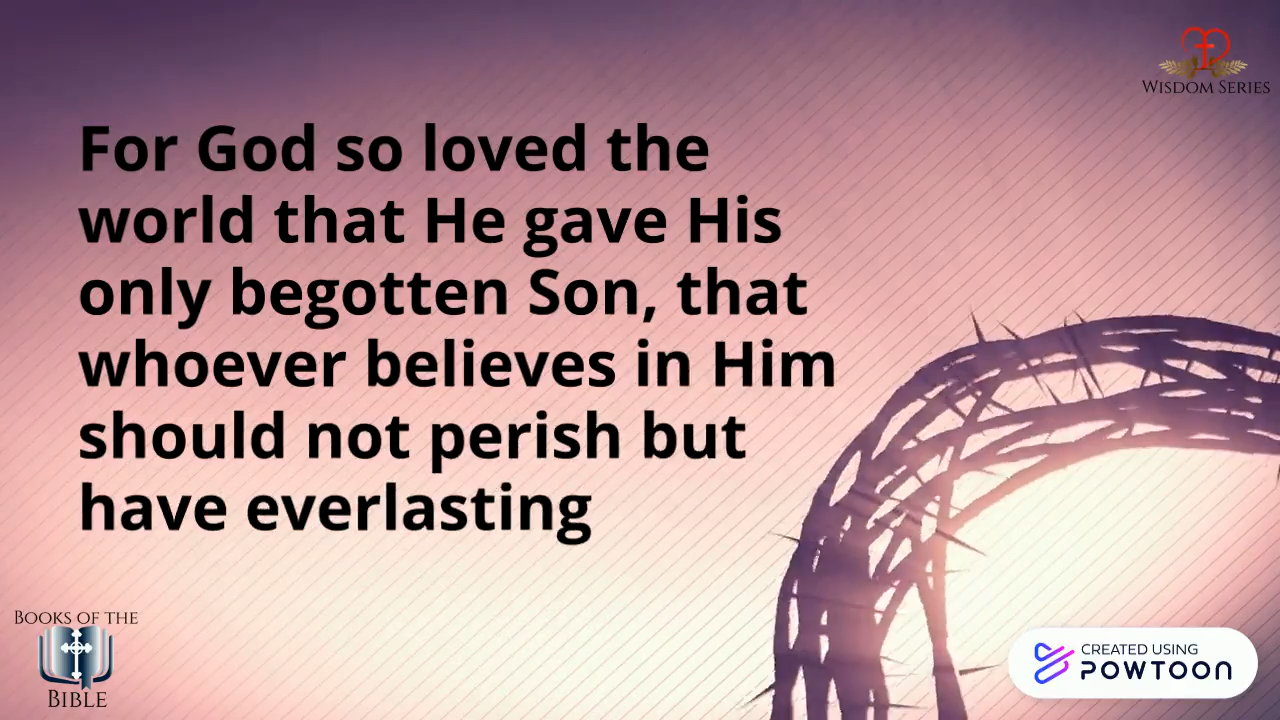 Wisdom Series
For God so loved the
world that He gave His
only begotten Son, that
whoever believes in Him
should not perish but
have everlasting
Books of the
Bible
CREATED USING
POWTOON